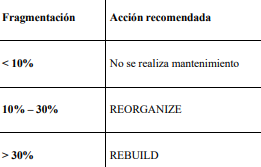 Fragmentación Acción recomendada
< 10% No se realiza mantenimiento
10% – 30% REORGANIZE
> 30% REBUILD